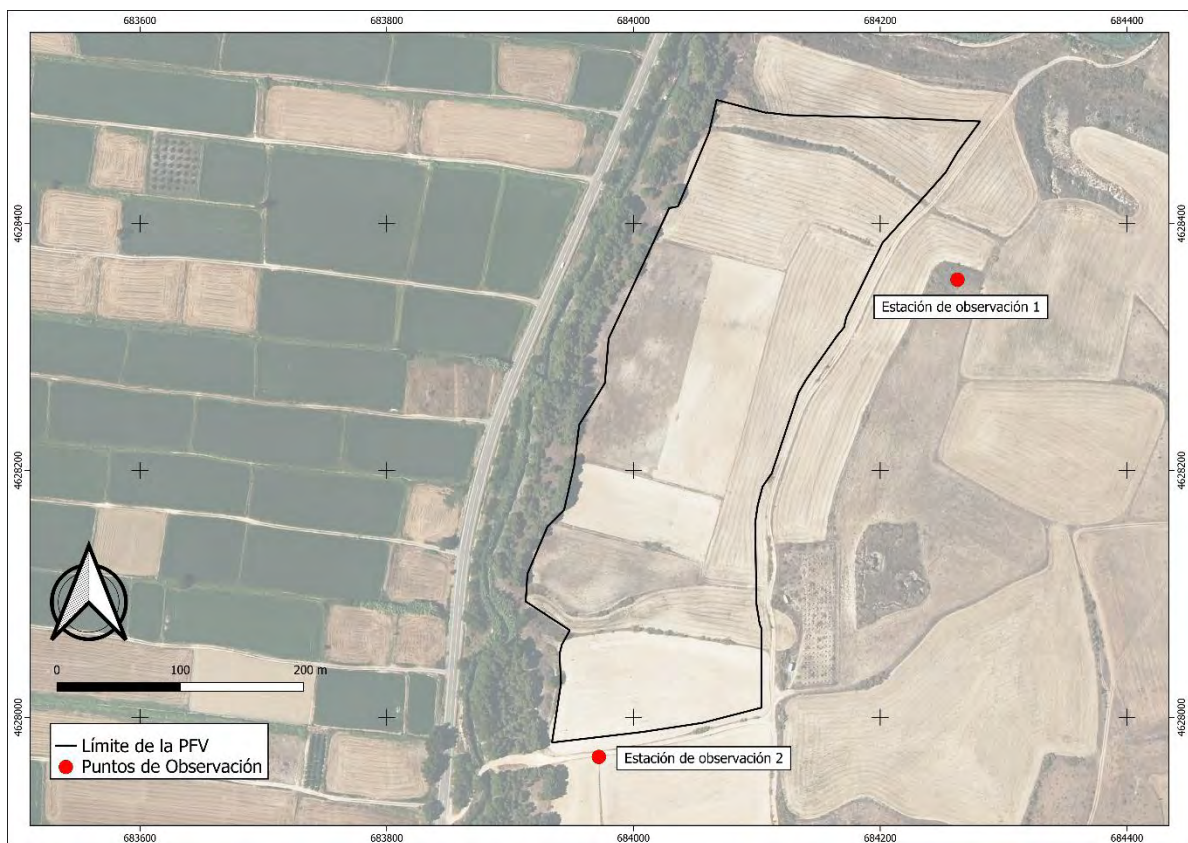 683600 683800 684000 684200 684400
4628400 4628400
Estación de observación 1
4628200 4628200
0 100 200 m
4628000 4628000
Límite de la PFV
Puntos de Observación
Estación de observación 2
683600 683800 684000 684200 684400